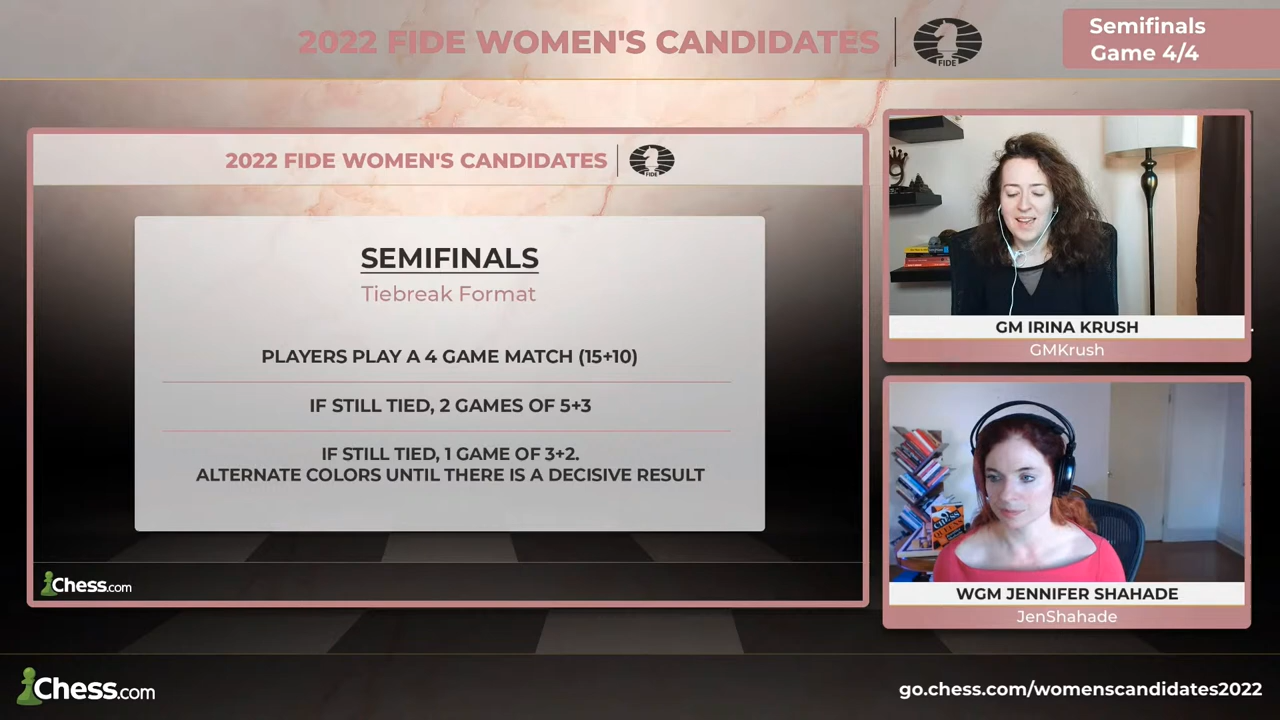 2022 FIDE WOMEN'S CANDIDATES
FIDE
Semifinals
Game 4/4
2022 FIDE WOMEN'S CANDIDATES
FIDE
SEMIFINALS
Tiebreak Format
PLAYERS PLAY A 4 GAME MATCH (15+10)
IF STILL TIED, 2 GAMES OF 5+3
IF STILL TIED, 1 GAME OF 3+2.
ALTERNATE COLORS UNTIL THERE IS A DECISIVE RESULT
Chess.com
GM IRINA KRUSH
GMKrush
CHESS
QUEENS
WGM JENNIFER SHAHADE
JenShahade
Chess.com
go.chess.com/womenscandidates2022